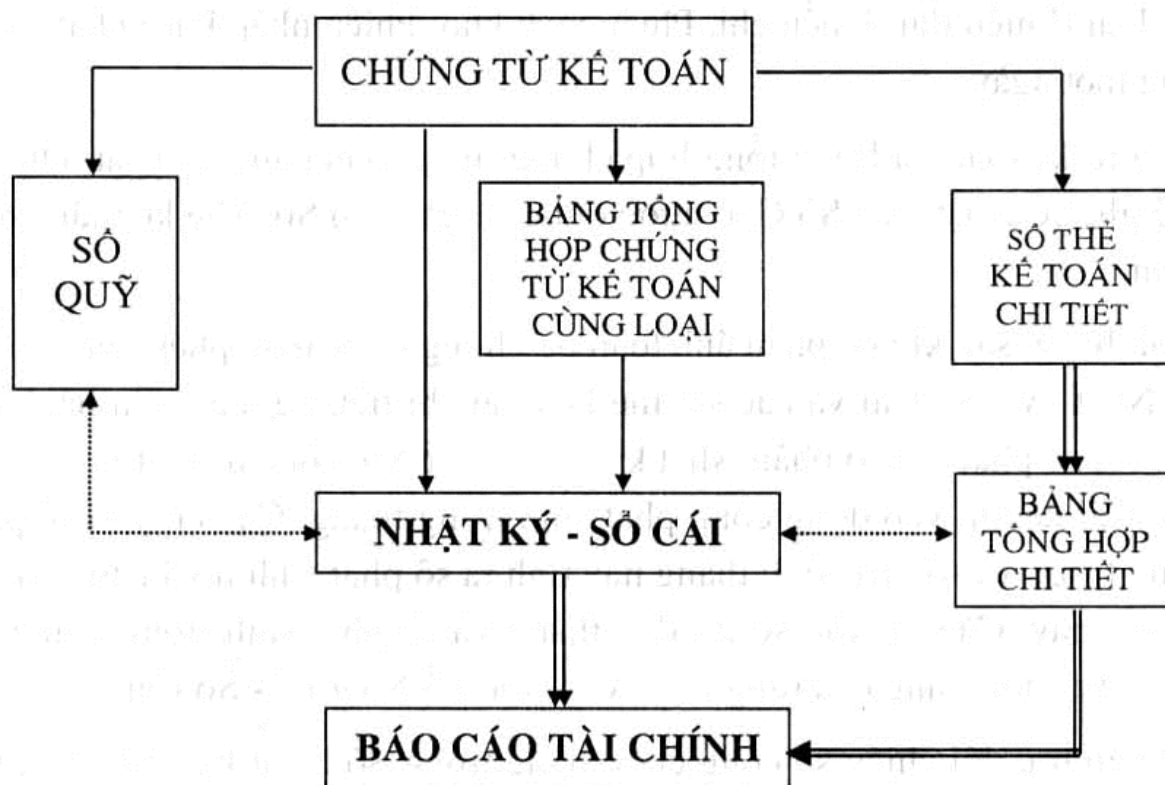 CHỨNG TỪ KẾ TOÁN
SỔ
QUỸ
BẢNG TỔNG
HỢP CHỨNG
TỪ KẾ TOÁN
CÙNG LOẠI
SỔ THẺ
KẾ TOÁN
CHI TIẾT
NHẬT KÝ - SỔ CÁI
BẢNG
TỔNG HỢP
CHI TIẾT
BÁO CÁO TÀI CHÍNH